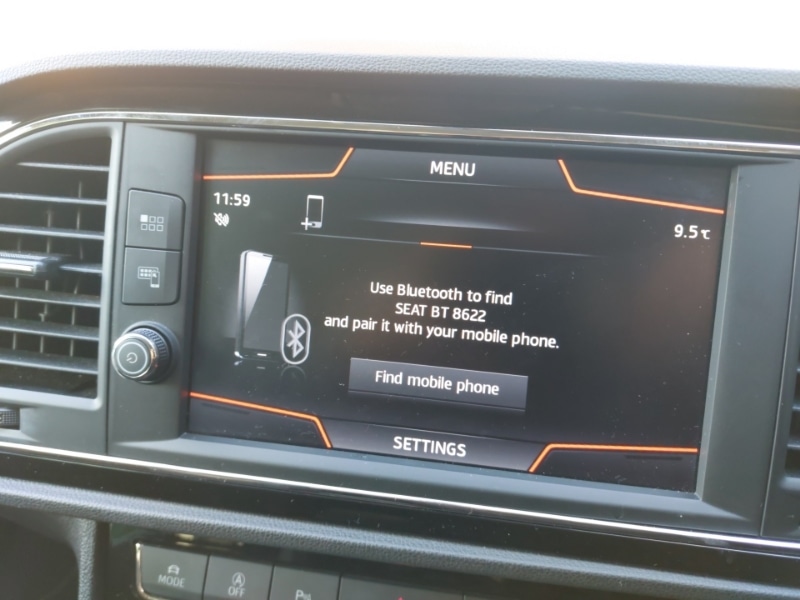 MENU
11:59
9.5 °C
Use Bluetooth to find
SEAT BT 8622
and pair it with your mobile phone.
Find mobile phone
SETTINGS
MODE
A
OFF
P